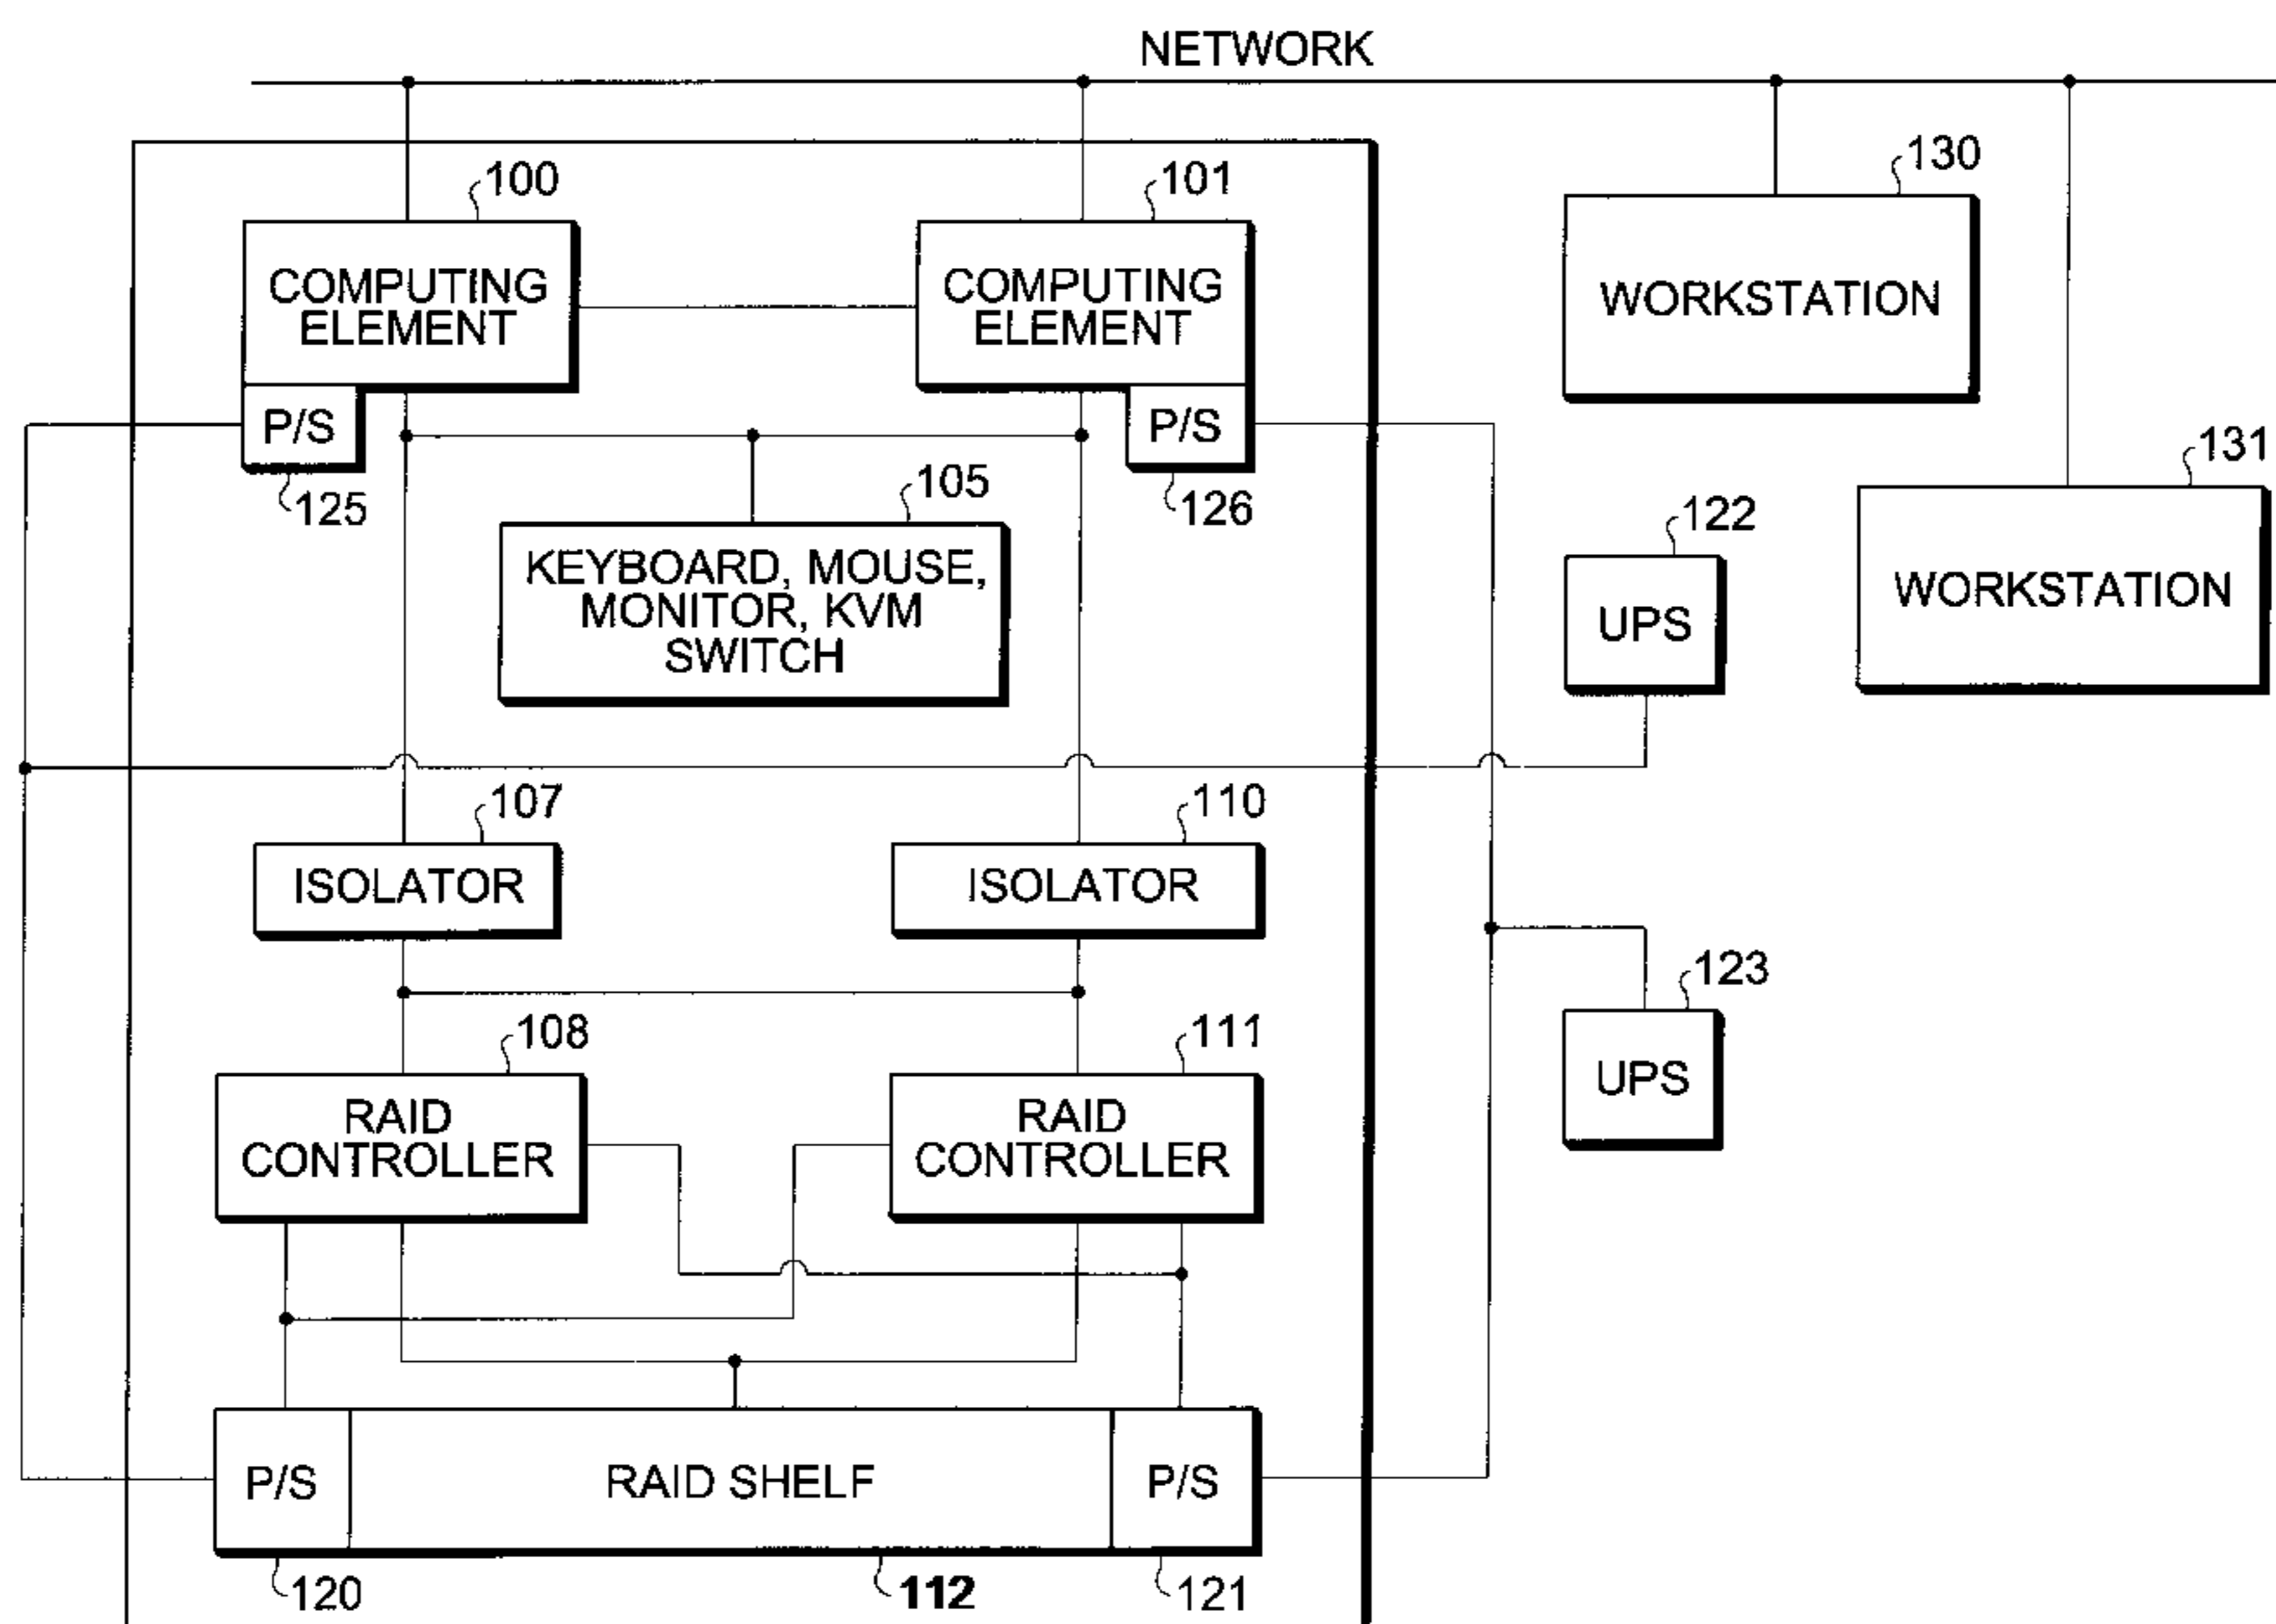 NETWORK
100
101
130
COMPUTING
ELEMENT
COMPUTING
ELEMENT
WORKSTATION
P/S
P/S
125
105
126
131
122
KEYBOARD, MOUSE,
MONITOR, KVM
SWITCH
WORKSTATION
UPS
107
110
ISOLATOR
ISOLATOR
123
108
111
UPS
RAID
CONTROLLER
RAID
CONTROLLER
P/S
RAID SHELF
P/S
120
112
121